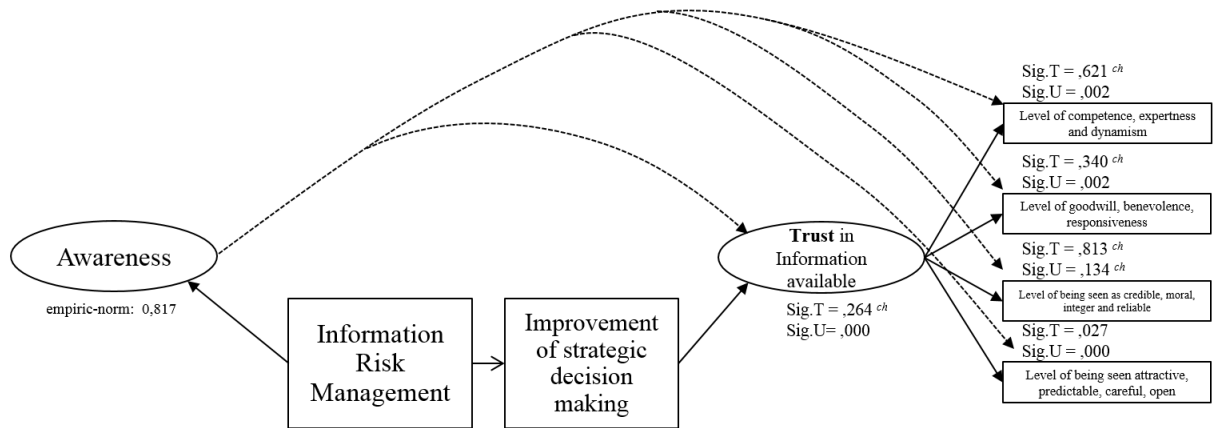 Awareness
empiric-norm: 0,817
Information
Risk
Management
Improvement
of strategic
decision
making
Trust in
Information
available
Sig.T = ,264 ch
Sig.U= ,000
Sig.T = ,621 ch
Sig.U = ,002
Level of competence, expertness
and dynamism
Sig.T = ,340 ch
Sig.U = ,002
Level of goodwill, benevolence,
responsiveness
Sig.T = ,813 ch
Sig.U = ,134 ch
Level of being seen as credible, moral,
integer and reliable
Sig.T = ,027
Sig.U = ,000
Level of being seen attractive,
predictable, careful, open